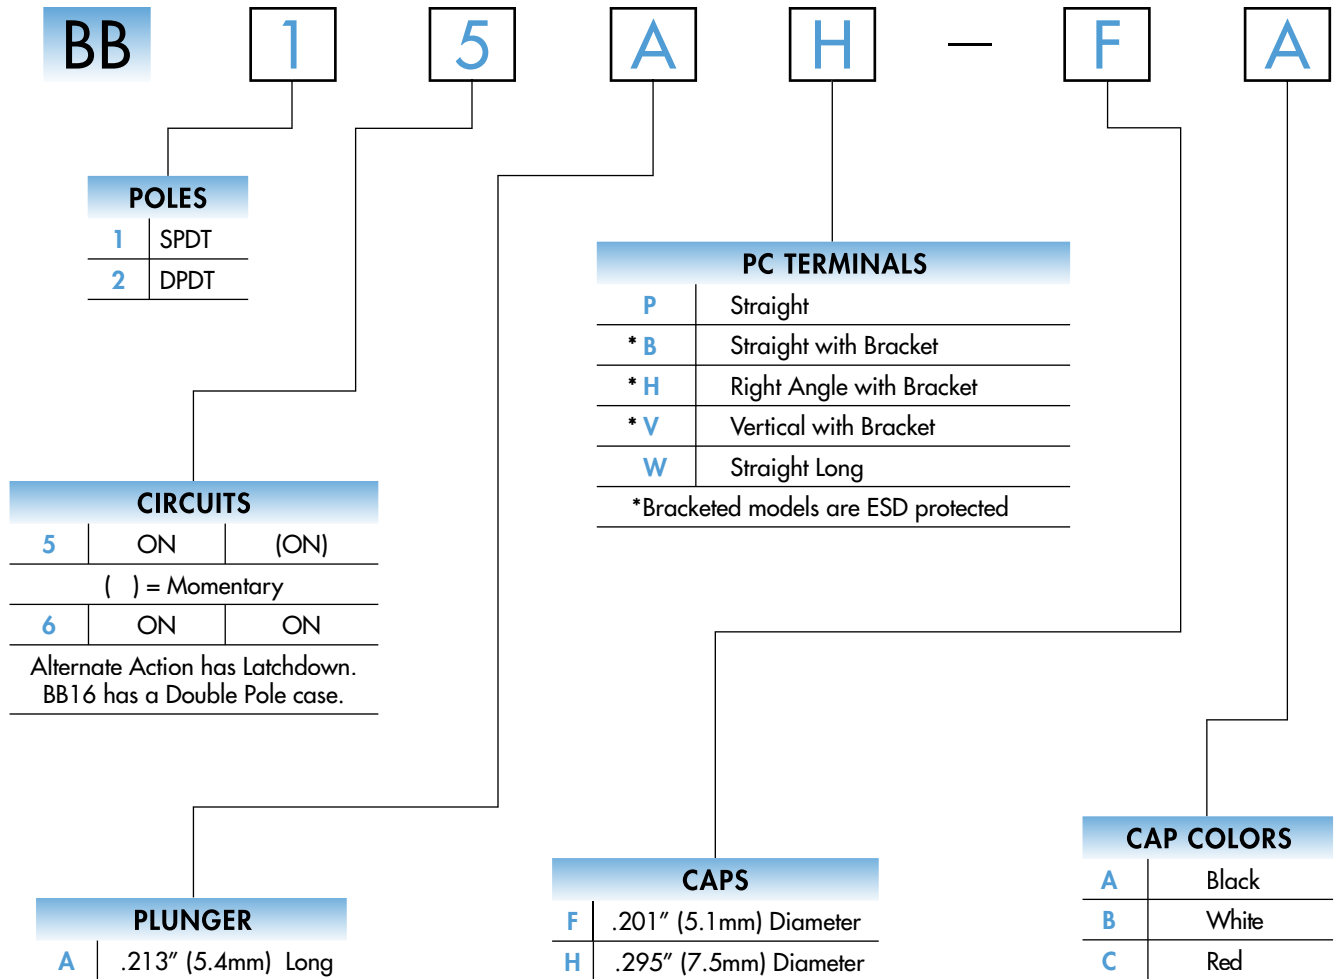 BB 1 5 A H — F A
POLES
1 SPDT
2 DPDT
PC TERMINALS
P Straight
* B Straight with Bracket
* H Right Angle with Bracket
* V Vertical with Bracket
W Straight Long
*Bracketed models are ESD protected
CIRCUITS
5 ON (ON)
( ) = Momentary
6 ON ON
Alternate Action has Latchdown.
BB16 has a Double Pole case.
PLUNGER
A .213" (5.4mm) Long
CAPS
F .201" (5.1mm) Diameter
H .295" (7.5mm) Diameter
CAP COLORS
A Black
B White
C Red